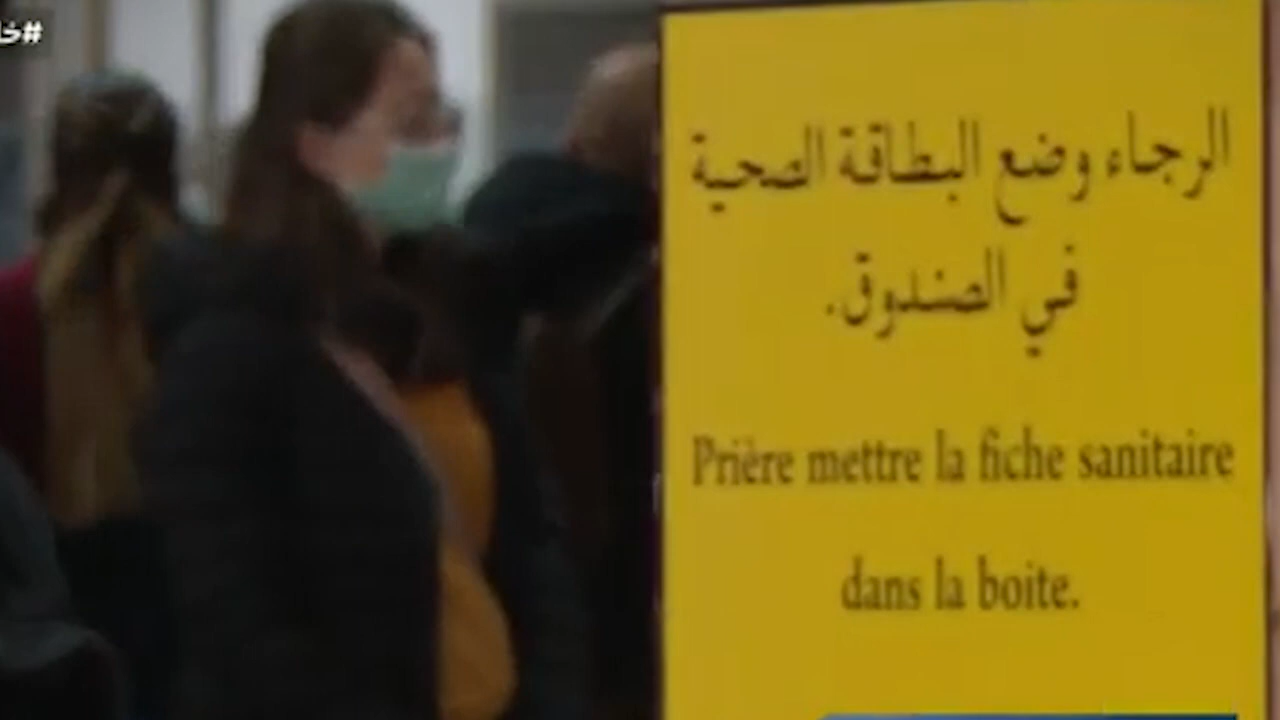 الرجاء وضع البطاقة الصحية
في الصندوق.
Prière mettre la fiche sanitaire
dans la boite.